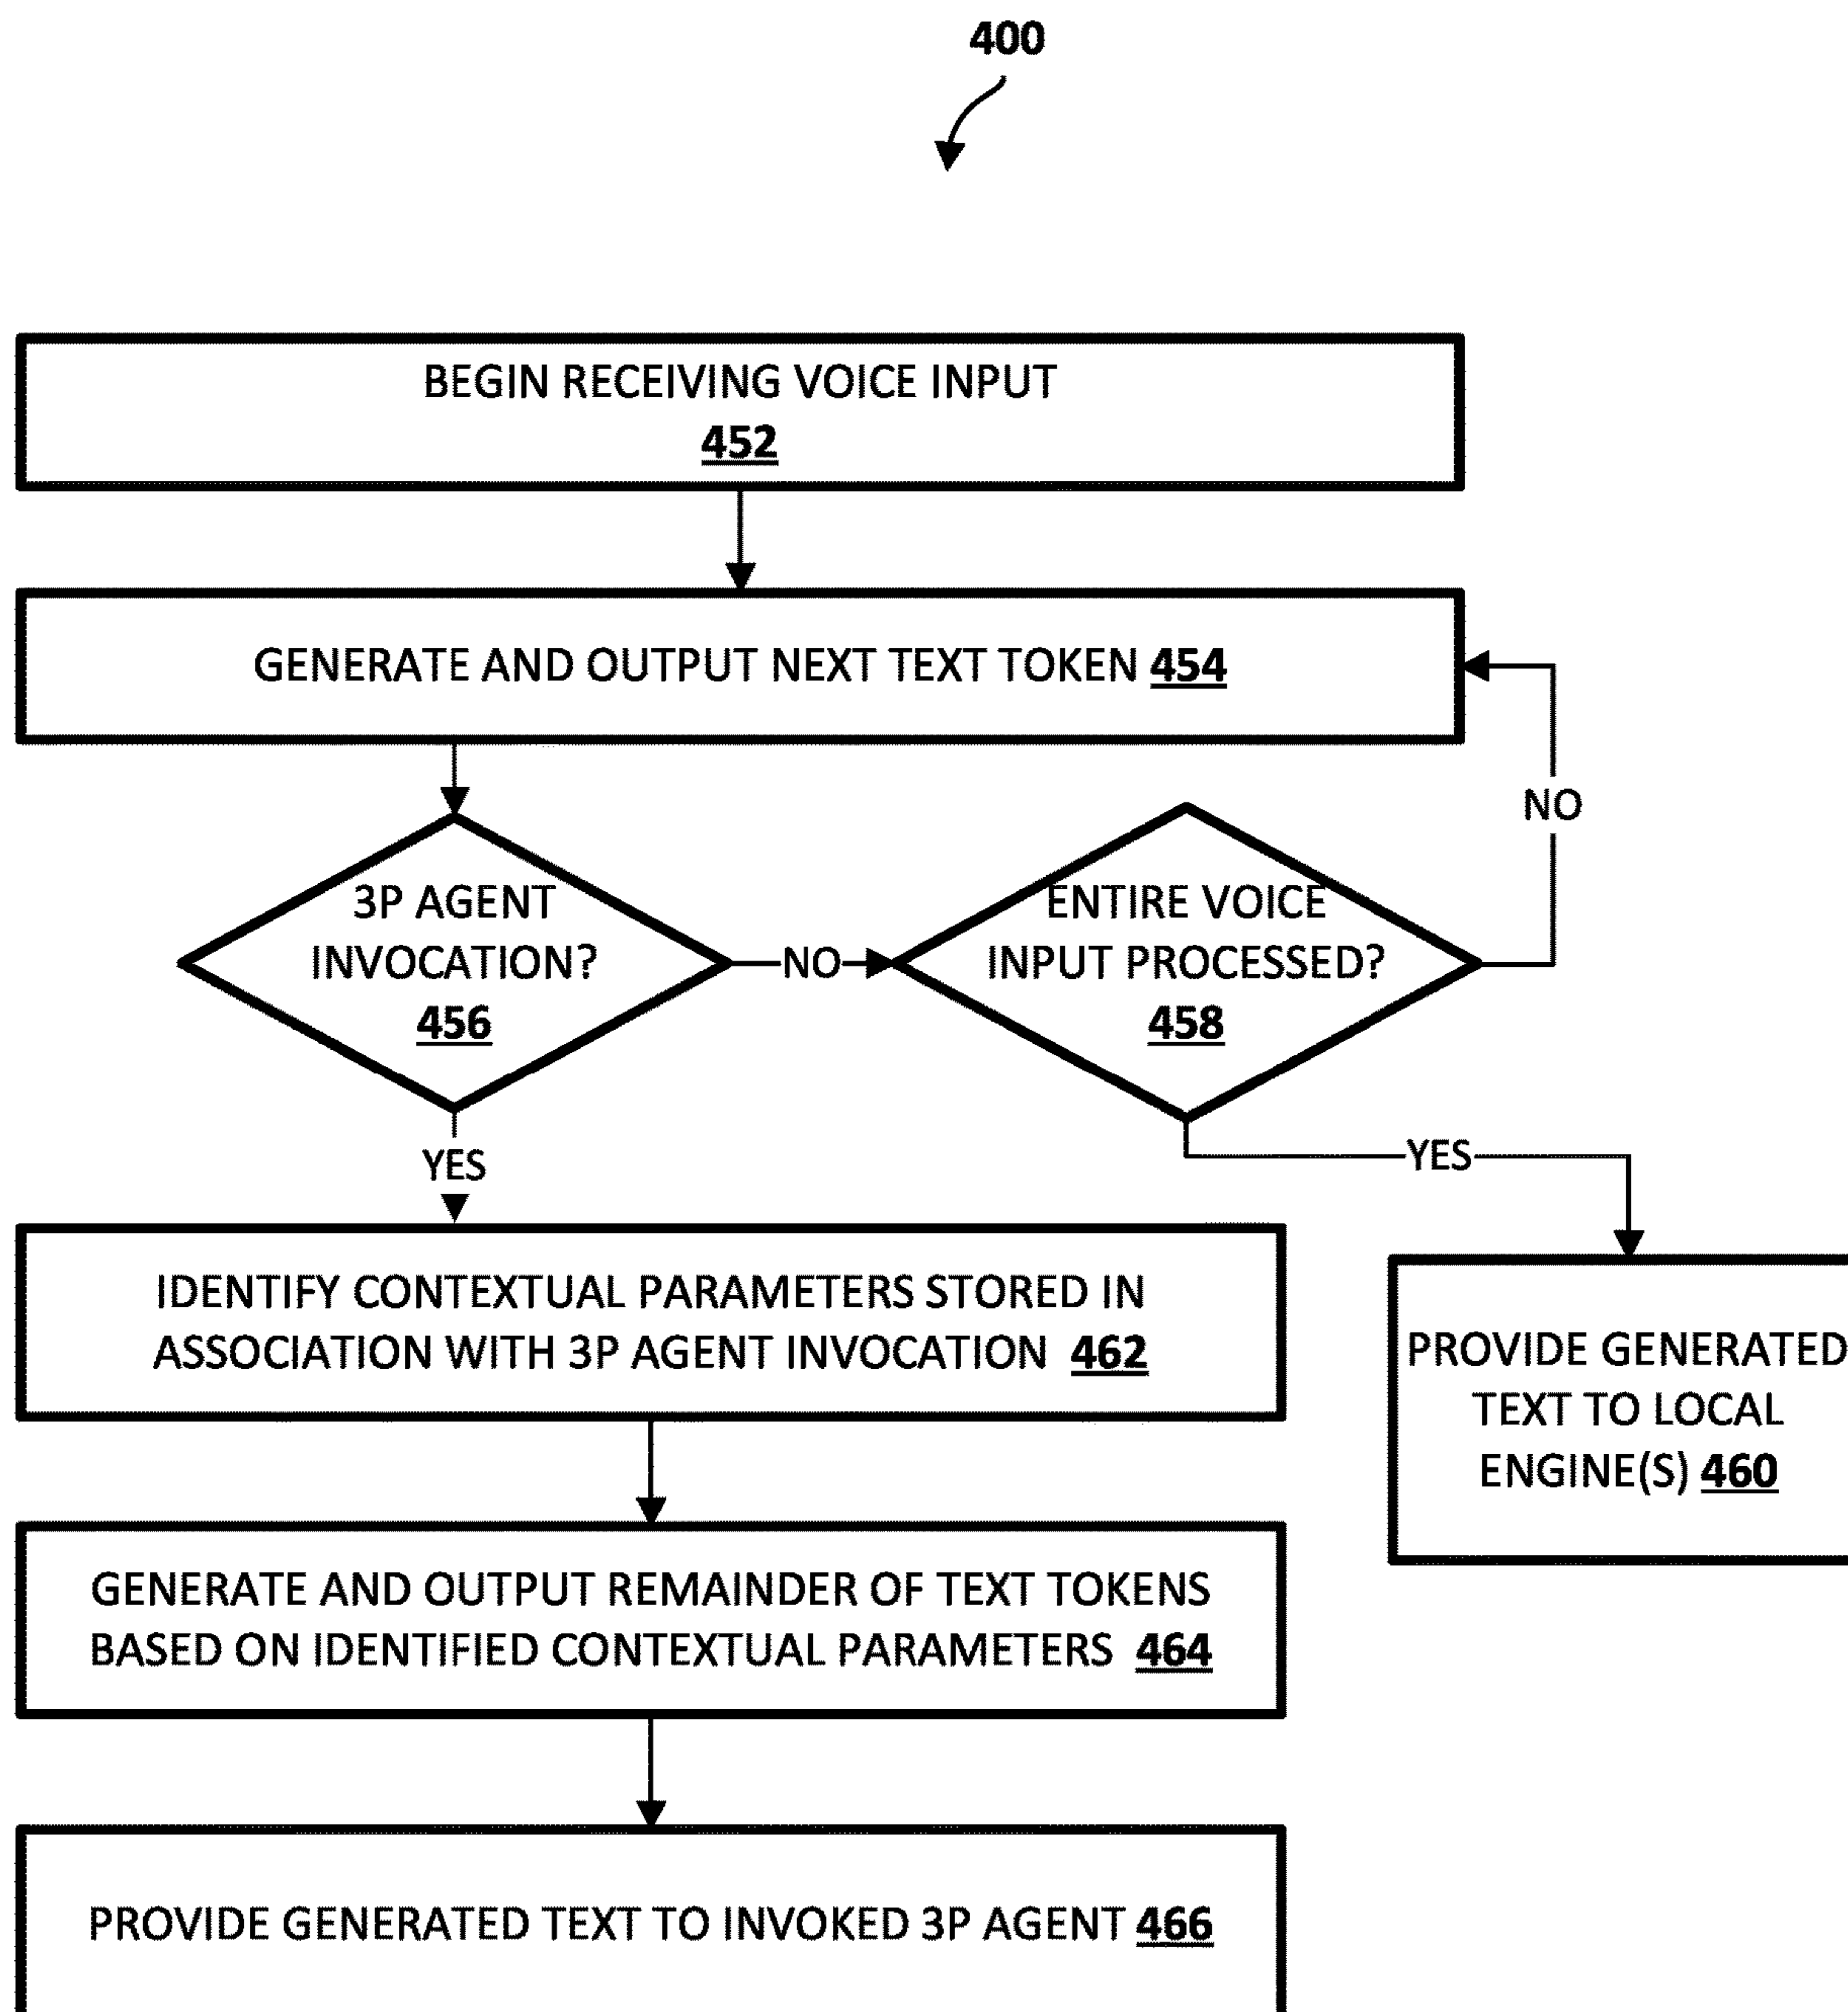 400
BEGIN RECEIVING VOICE INPUT
452
GENERATE AND OUTPUT NEXT TEXT TOKEN 454
NO
3P AGENT
INVOCATION?
456
NO
ENTIRE VOICE
INPUT PROCESSED?
458
YES
YES
IDENTIFY CONTEXTUAL PARAMETERS STORED IN
ASSOCIATION WITH 3P AGENT INVOCATION 462
PROVIDE GENERATED
TEXT TO LOCAL
ENGINE(S) 460
GENERATE AND OUTPUT REMAINDER OF TEXT TOKENS
BASED ON IDENTIFIED CONTEXTUAL PARAMETERS 464
PROVIDE GENERATED TEXT TO INVOKED 3P AGENT 466